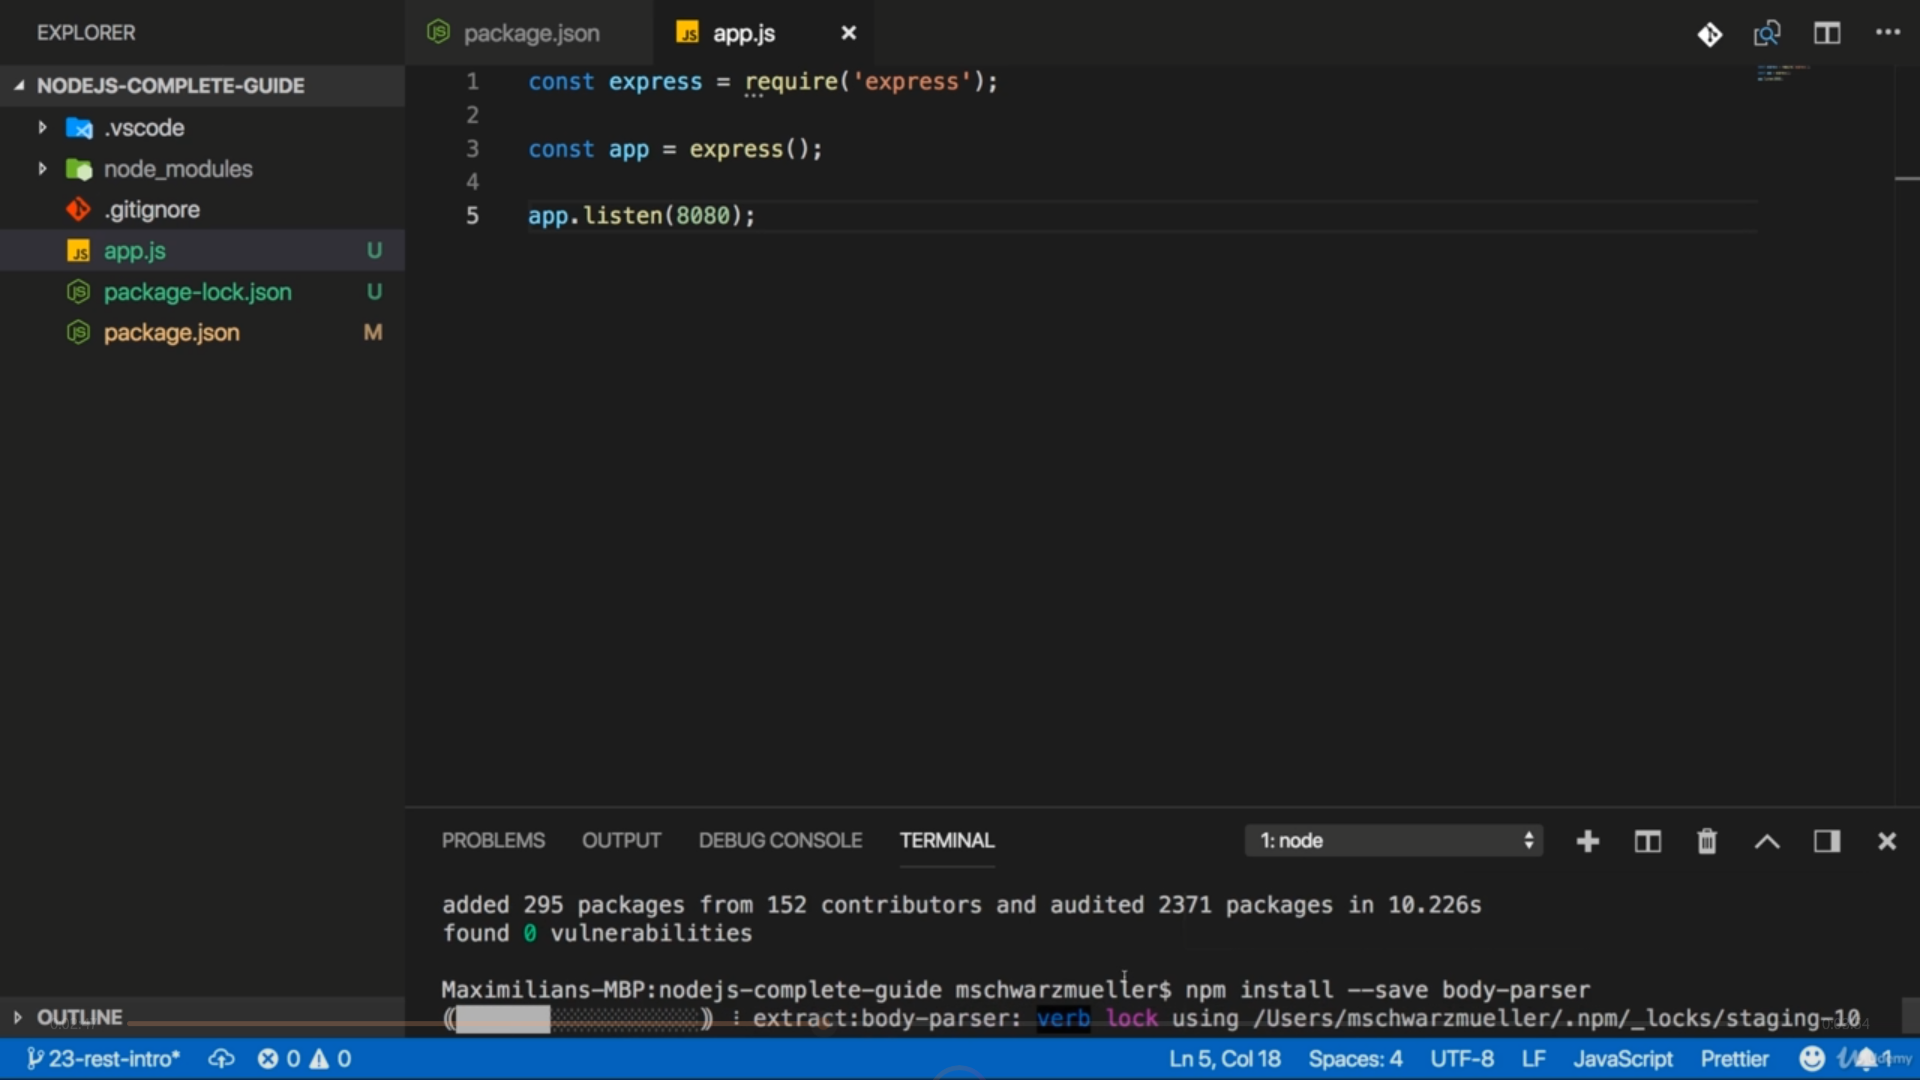 EXPLORER
package.json
JS app.js
NODEJS-COMPLETE-GUIDE
.vscode
node_modules
.gitignore
JS app.js U
package-lock.json U
package.json M
1 const express = require('express');
2
3 const app = express();
4
5 app.listen(8080);
PROBLEMS OUTPUT DEBUG CONSOLE TERMINAL 1: node
added 295 packages from 152 contributors and audited 2371 packages in 10.226s
found 0 vulnerabilities
Maximilians-MBP:nodejs-complete-guide mschwarzmueller$ npm install --save body-parser
⸨ ⸩ ⠸ extract:body-parser: verb lock using /Users/mschwarzmueller/.npm/_locks/staging-10
OUTLINE
23-rest-intro* 0 0 Ln 5, Col 18 Spaces: 4 UTF-8 LF JavaScript Prettier 1